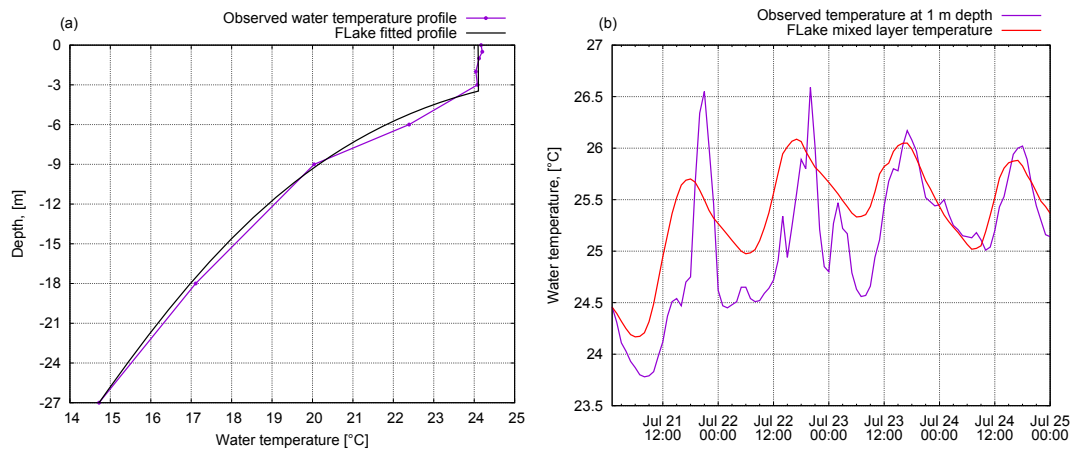 (a)
Observed water temperature profile
FLake fitted profile
0
-3
-6
-9
-12
-15
-18
-21
-24
-27
Depth, [m]
14 15 16 17 18 19 20 21 22 23 24 25
Water temperature [°C]
(b)
Observed temperature at 1 m depth
FLake mixed layer temperature
27
26.5
26
25.5
25
24.5
24
23.5
Water temperature, [°C]
Jul 21 Jul 22 Jul 22 Jul 23 Jul 23 Jul 24 Jul 24 Jul 25
12:00 00:00 12:00 00:00 12:00 00:00 12:00 00:00